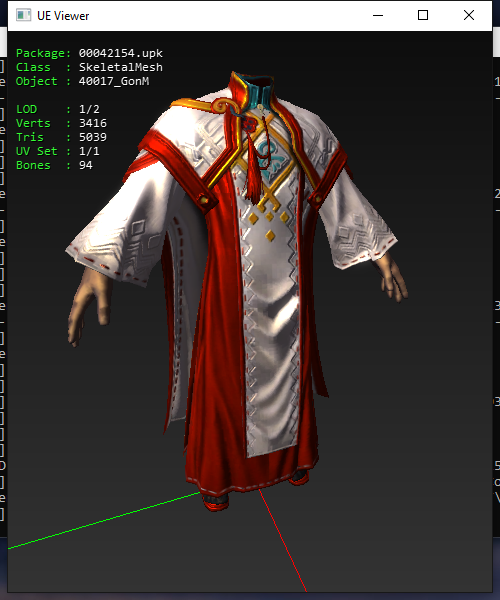 UE Viewer
Package: 00042154.upk
Class : SkeletalMesh
Object : 40017_GonM
LOD : 1/2
Verts : 3416
Tris : 5039
UV Set : 1/1
Bones : 94